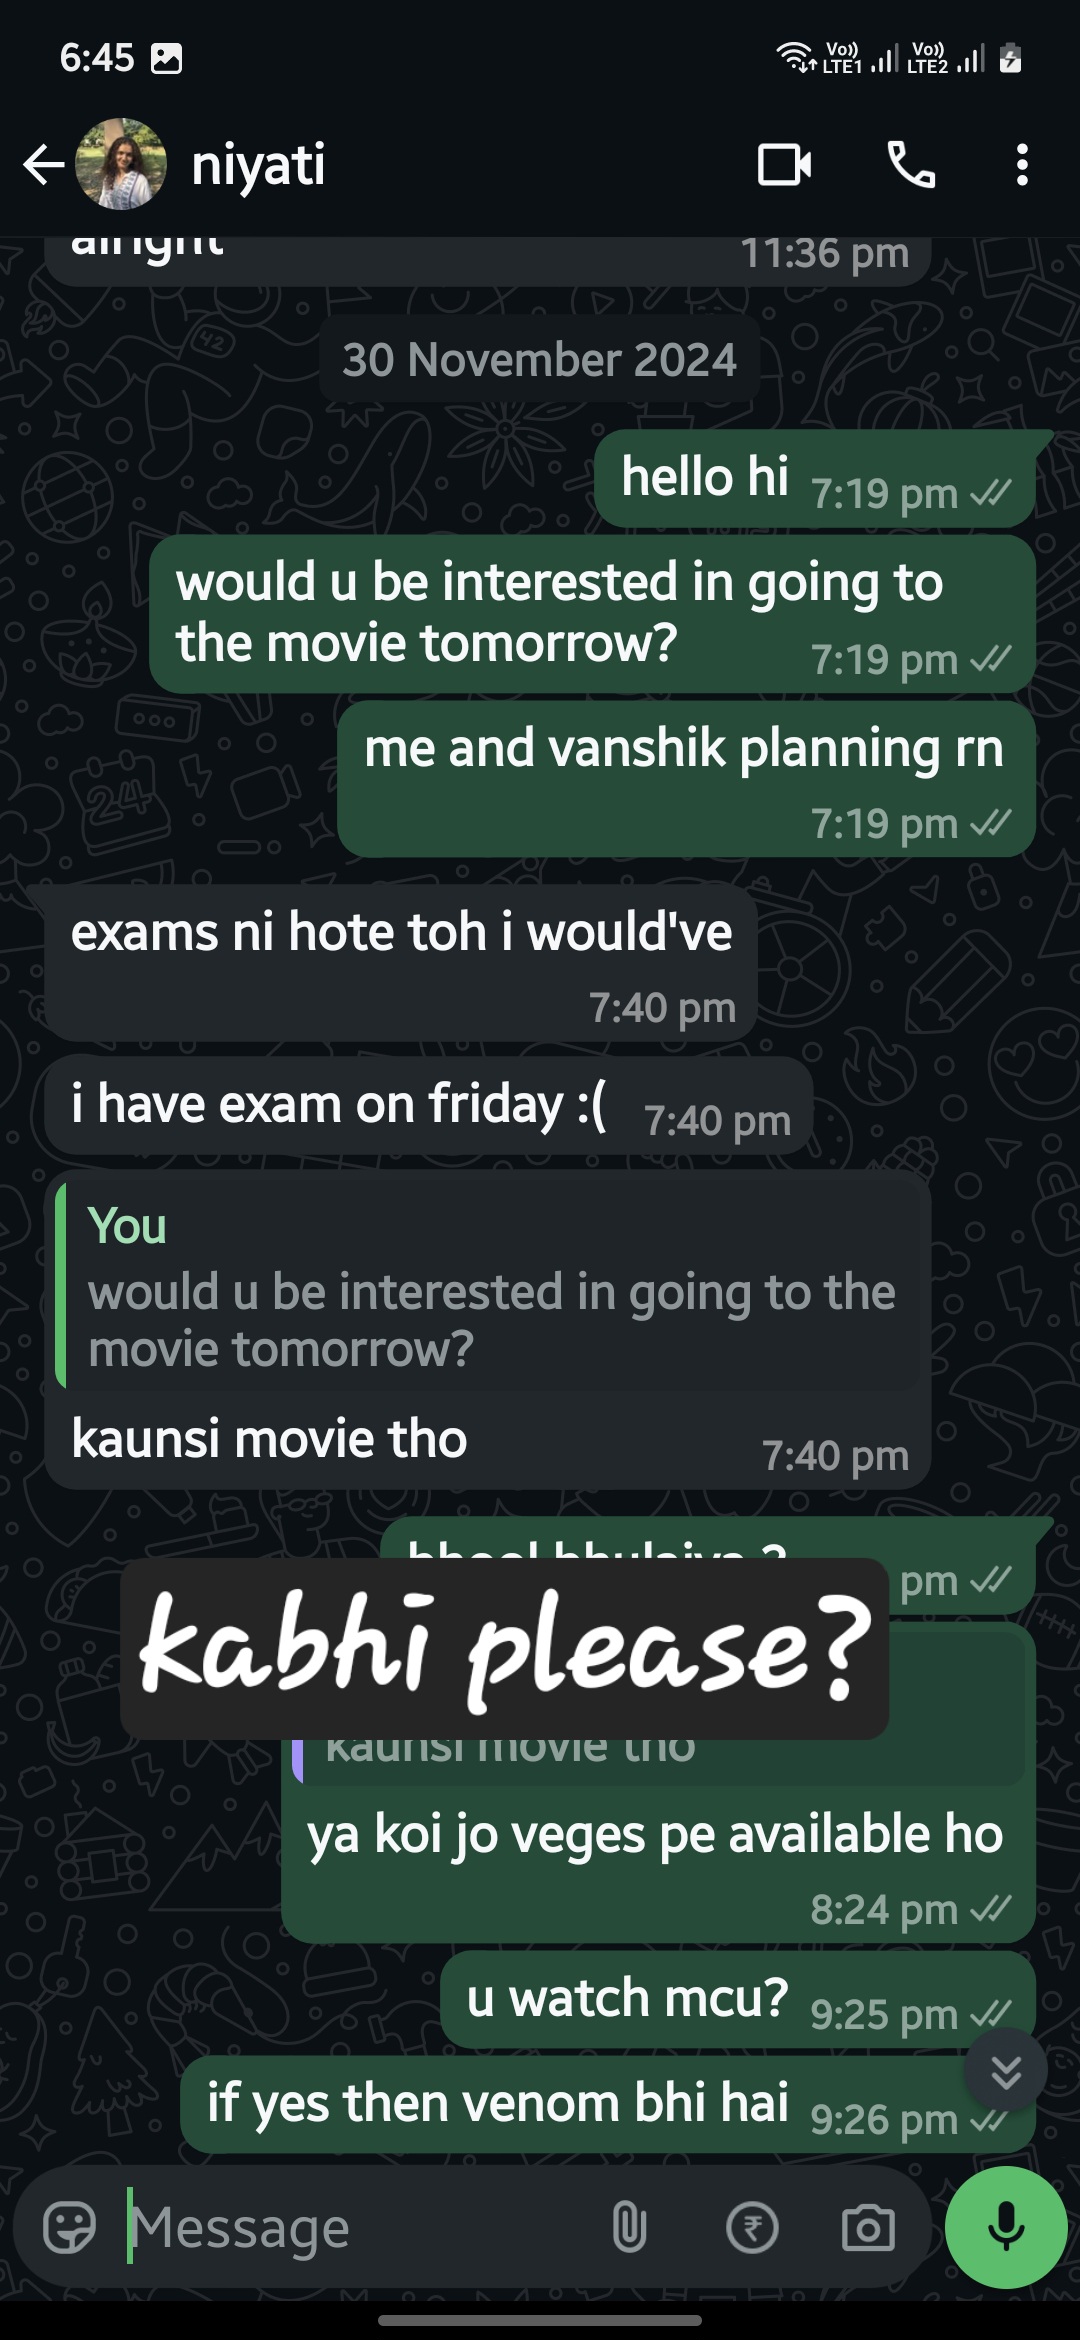 6:45
Vo)) LTE1 Vo)) LTE2
niyati
alright 11:36 pm
30 November 2024
hello hi 7:19 pm
would u be interested in going to
the movie tomorrow? 7:19 pm
me and vanshik planning rn
7:19 pm
exams ni hote toh i would've
7:40 pm
i have exam on friday :( 7:40 pm
You
would u be interested in going to the
movie tomorrow?
kaunsi movie tho 7:40 pm
bhool bhulaiya pm
kabhi please?
kaunsi movie tho
ya koi jo veges pe available ho
8:24 pm
u watch mcu? 9:25 pm
if yes then venom bhi hai 9:26 pm
Message